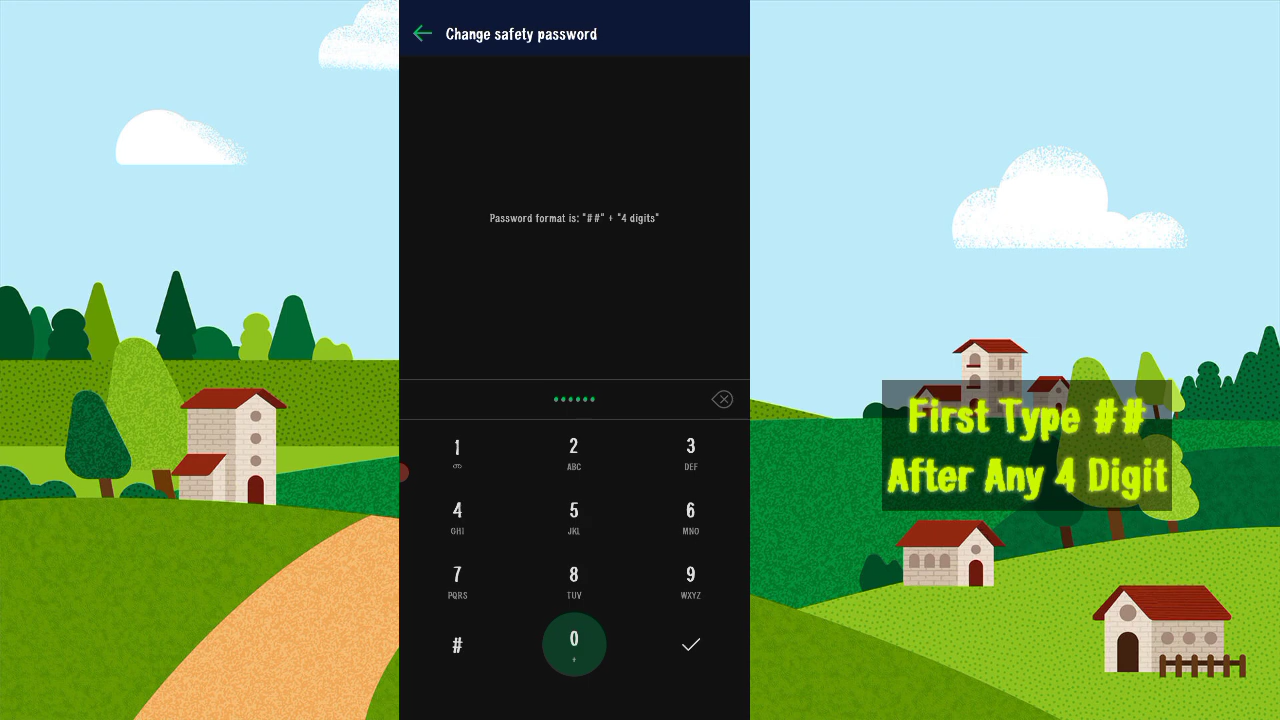 Change safety password
Password format is: "##" + "4 digits"
1
2
ABC
3
DEF
4
GHI
5
JKL
6
MNO
7
PQRS
8
TUV
9
WXYZ
#
0
+
First Type ##
After Any 4 Digit